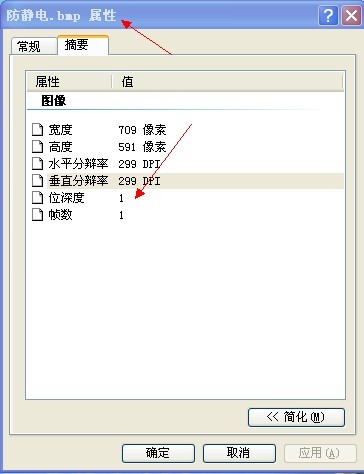 防静电.bmp 属性
常规 摘要
属性 值
图像
宽度 709 像素
高度 591 像素
水平分辨率 299 DPI
垂直分辨率 299 DPI
位深度 1
帧数 1
<< 简化(M)
确定 取消 应用(A)